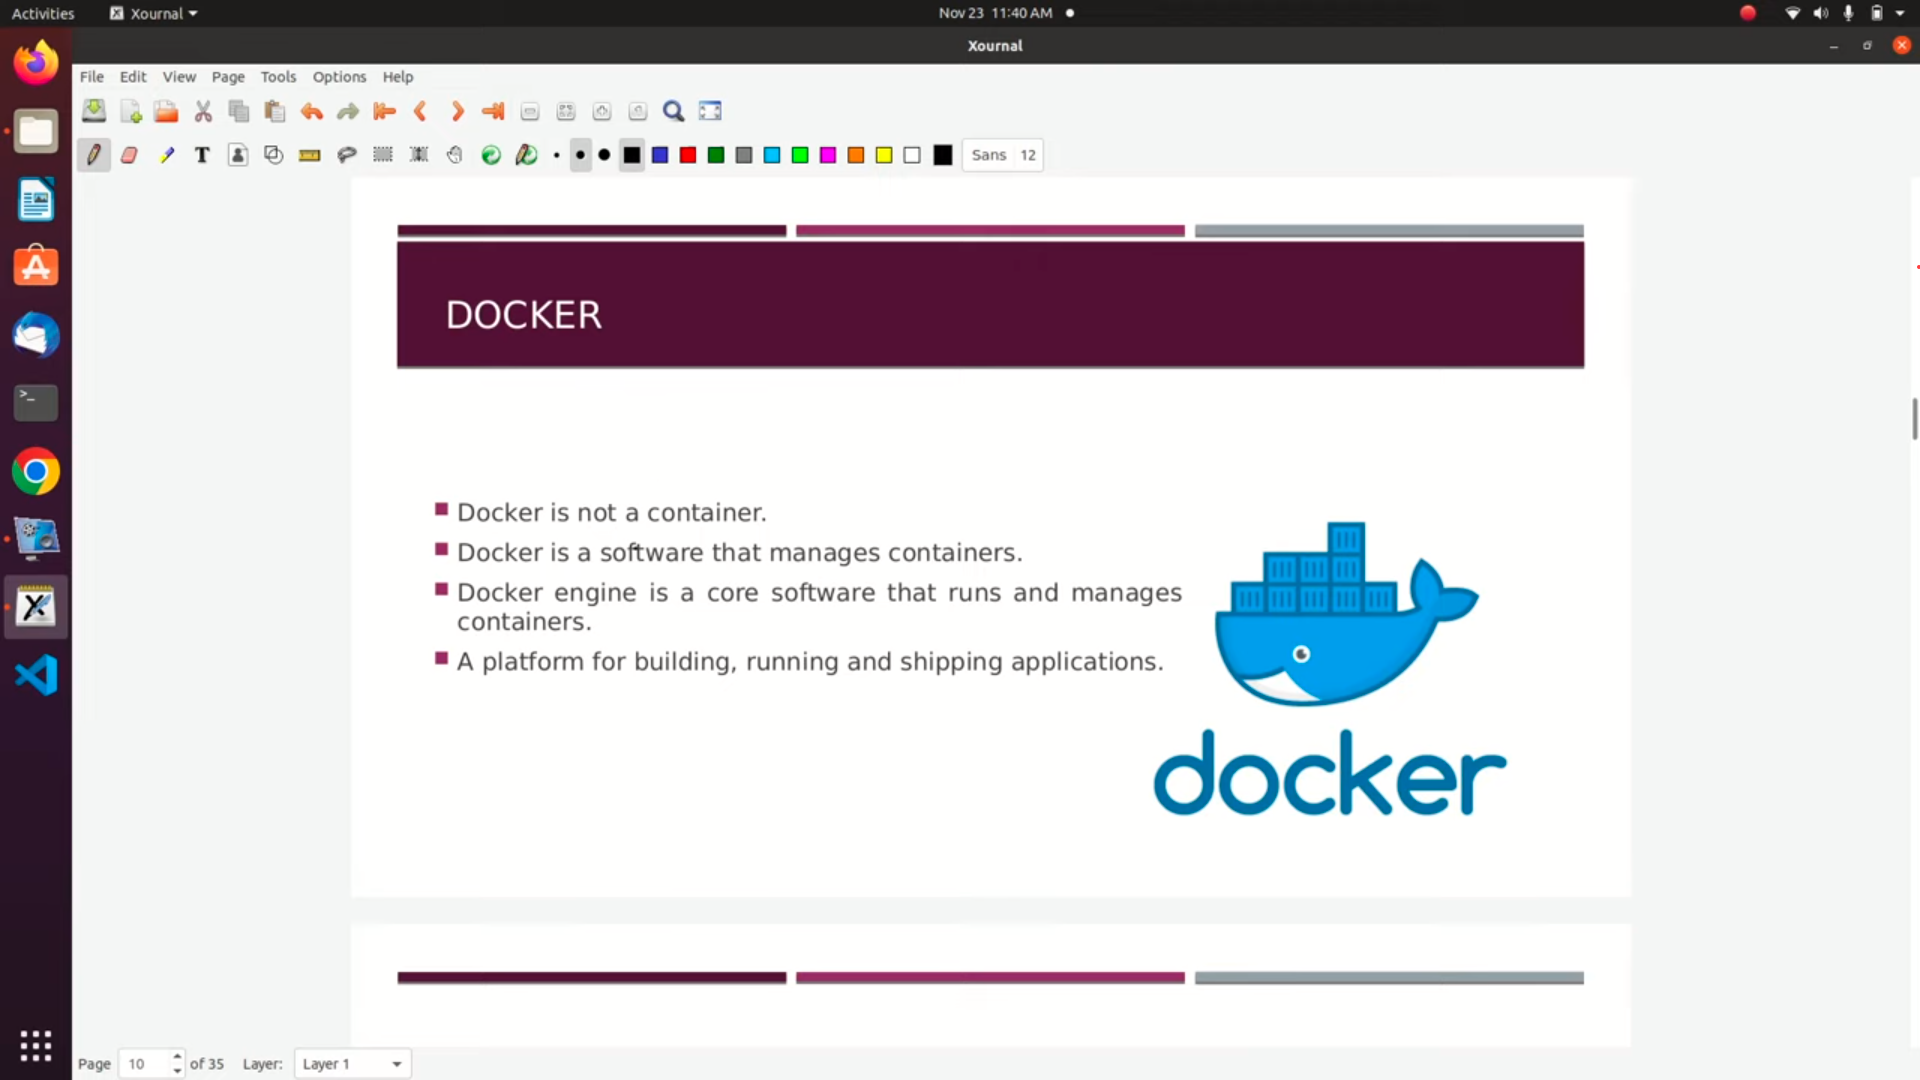 Activities Xournal Nov 23 11:40 AM
Xournal
File Edit View Page Tools Options Help
Sans 12
DOCKER
Docker is not a container.
Docker is a software that manages containers.
Docker engine is a core software that runs and manages
containers.
A platform for building, running and shipping applications.
docker
Page 10 of 35 Layer: Layer 1